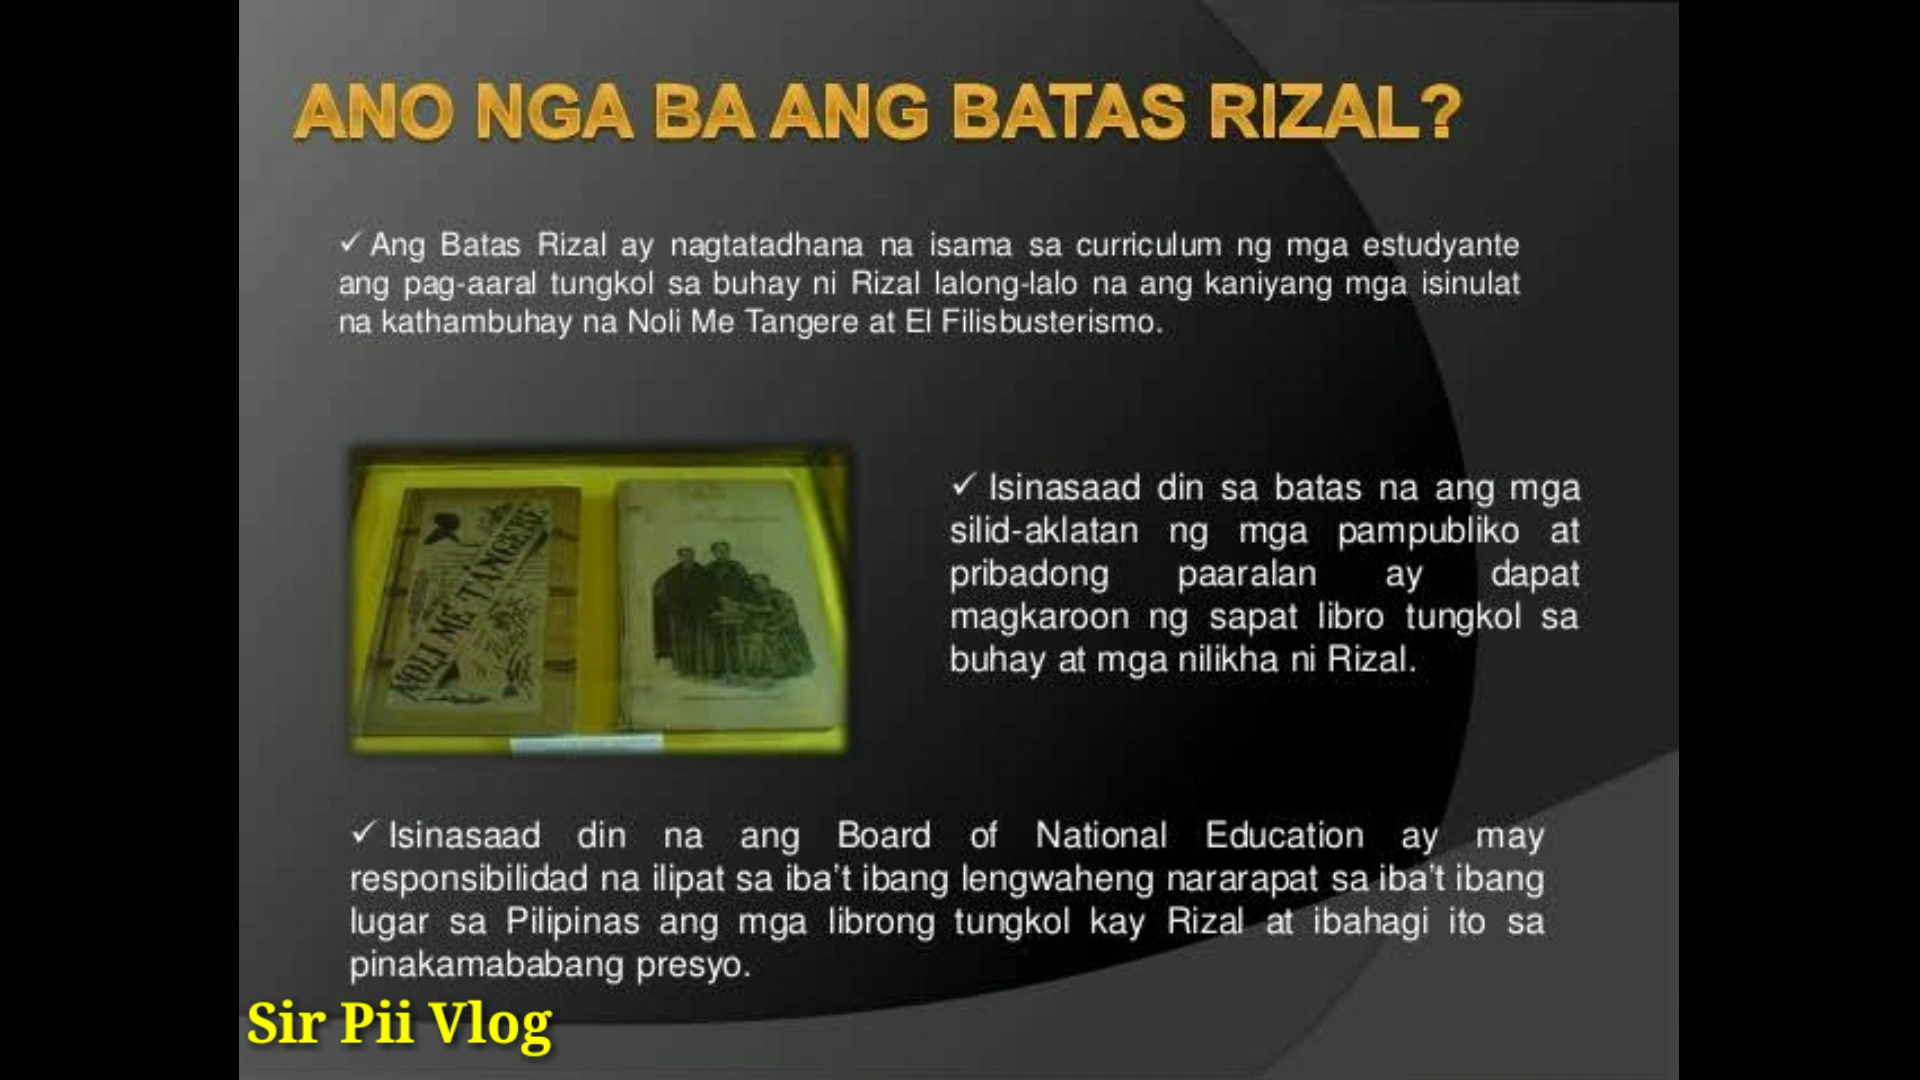 ANO NGA BA ANG BATAS RIZAL?
✓ Ang Batas Rizal ay nagtatadhana na isama sa curriculum ng mga estudyante
ang pag-aaral tungkol sa buhay ni Rizal lalong-lalo na ang kaniyang mga isinulat
na kathambuhay na Noli Me Tangere at El Filisbusterismo.
NOLI ME TANGERE
✓ Isinasaad din sa batas na ang mga
silid-aklatan ng mga pampubliko at
pribadong paaralan ay dapat
magkaroon ng sapat libro tungkol sa
buhay at mga nilikha ni Rizal.
✓ Isinasaad din na ang Board of National Education ay may
responsibilidad na ilipat sa iba't ibang lengwaheng nararapat sa iba't ibang
lugar sa Pilipinas ang mga librong tungkol kay Rizal at ibahagi ito sa
pinakamababang presyo.
Sir Pii Vlog